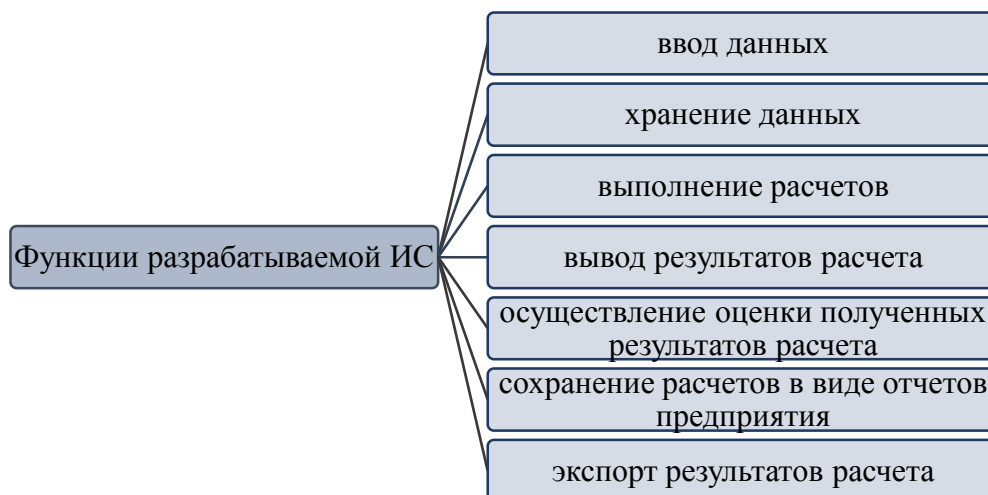 ввод данных
хранение данных
выполнение расчетов
Функции разрабатываемой ИС
вывод результатов расчета
осуществление оценки полученных
результатов расчета
сохранение расчетов в виде отчетов
предприятия
экспорт результатов расчета